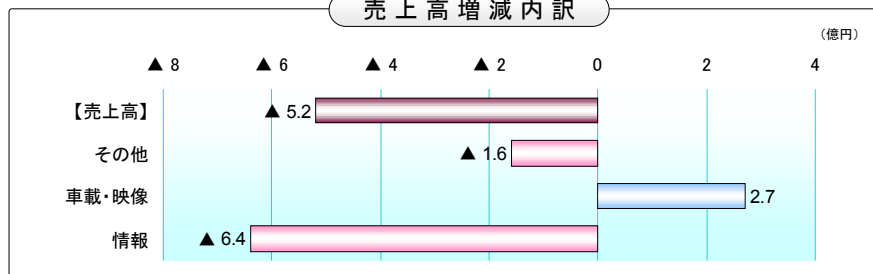 売上高増減内訳
（億円）
▲ 8 ▲ 6 ▲ 4 ▲ 2 0 2 4
【売上高】 ▲ 5.2
その他 ▲ 1.6
車載・映像 2.7
情報 ▲ 6.4